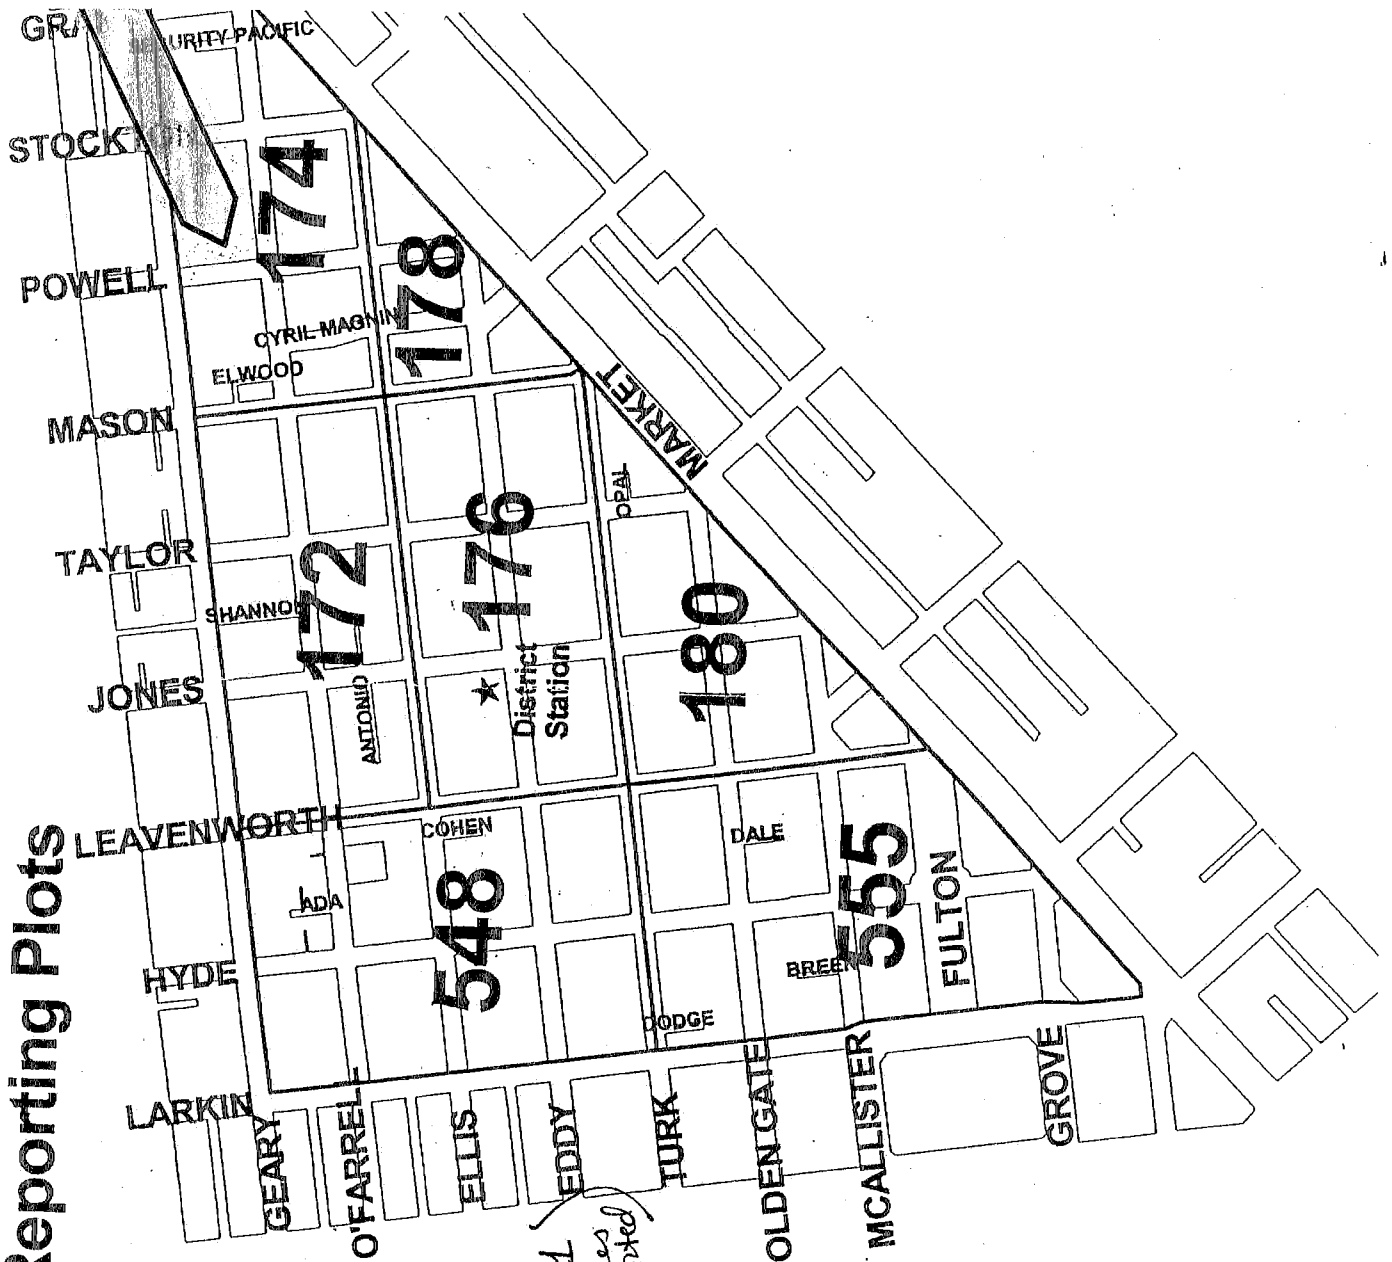 Reporting Plots
GRA
URITY PACIFIC
STOCK
174
POWELL
178
CYRIL MAGNIN
ELWOOD
MARKET
MASON
OPAL
176
TAYLOR
172
SHANNO
180
JONES
ANTONIO
District
Station
LEAVENWORTH
COHEN
DALE
555
548
ADA
FULTON
HYDE
BREEN
DODGE
LARKIN
GEARY
O'FARREL
ELLIS
EDDY
TURK
OLDEN GATE
MCALLISTER
GROVE